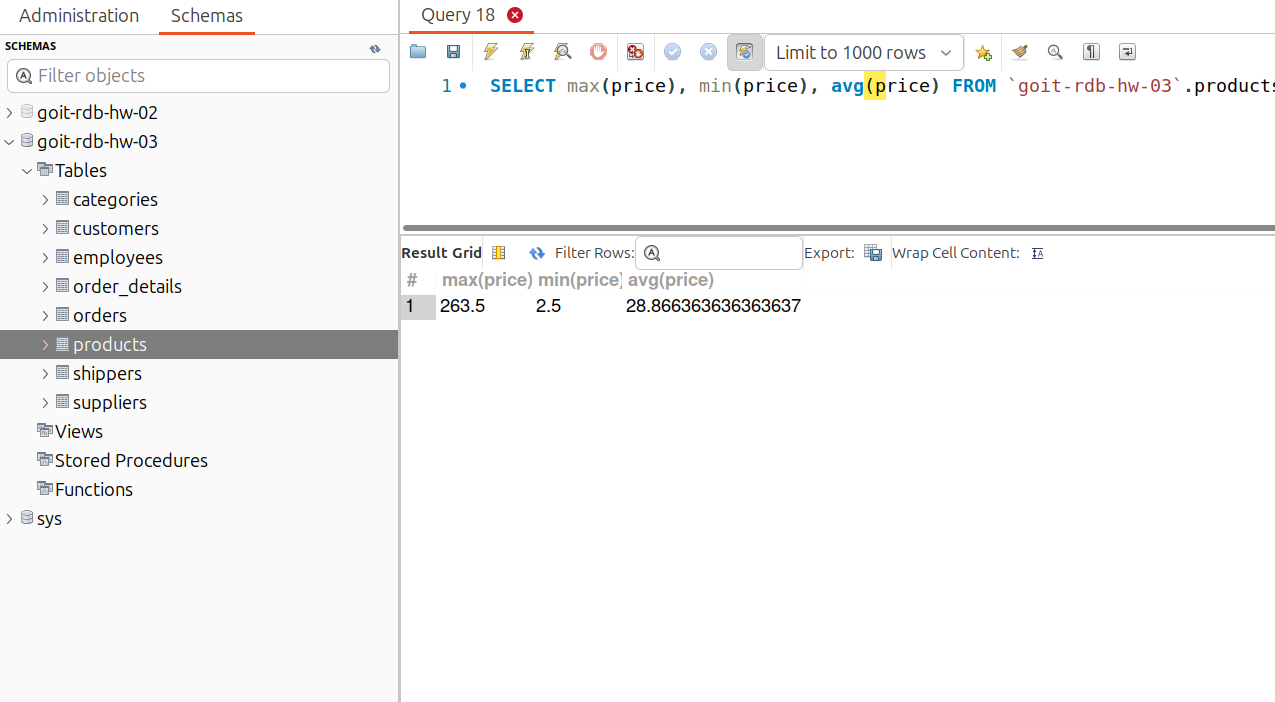 Administration Schemas
SCHEMAS
Filter objects
goit-rdb-hw-02
goit-rdb-hw-03
Tables
categories
customers
employees
order_details
orders
products
shippers
suppliers
Views
Stored Procedures
Functions
sys
Query 18
Limit to 1000 rows
1 SELECT max(price), min(price), avg(price) FROM `goit-rdb-hw-03`.products
Result Grid Filter Rows: Export: Wrap Cell Content:
# max(price) min(price) avg(price)
1 263.5 2.5 28.866363636363637